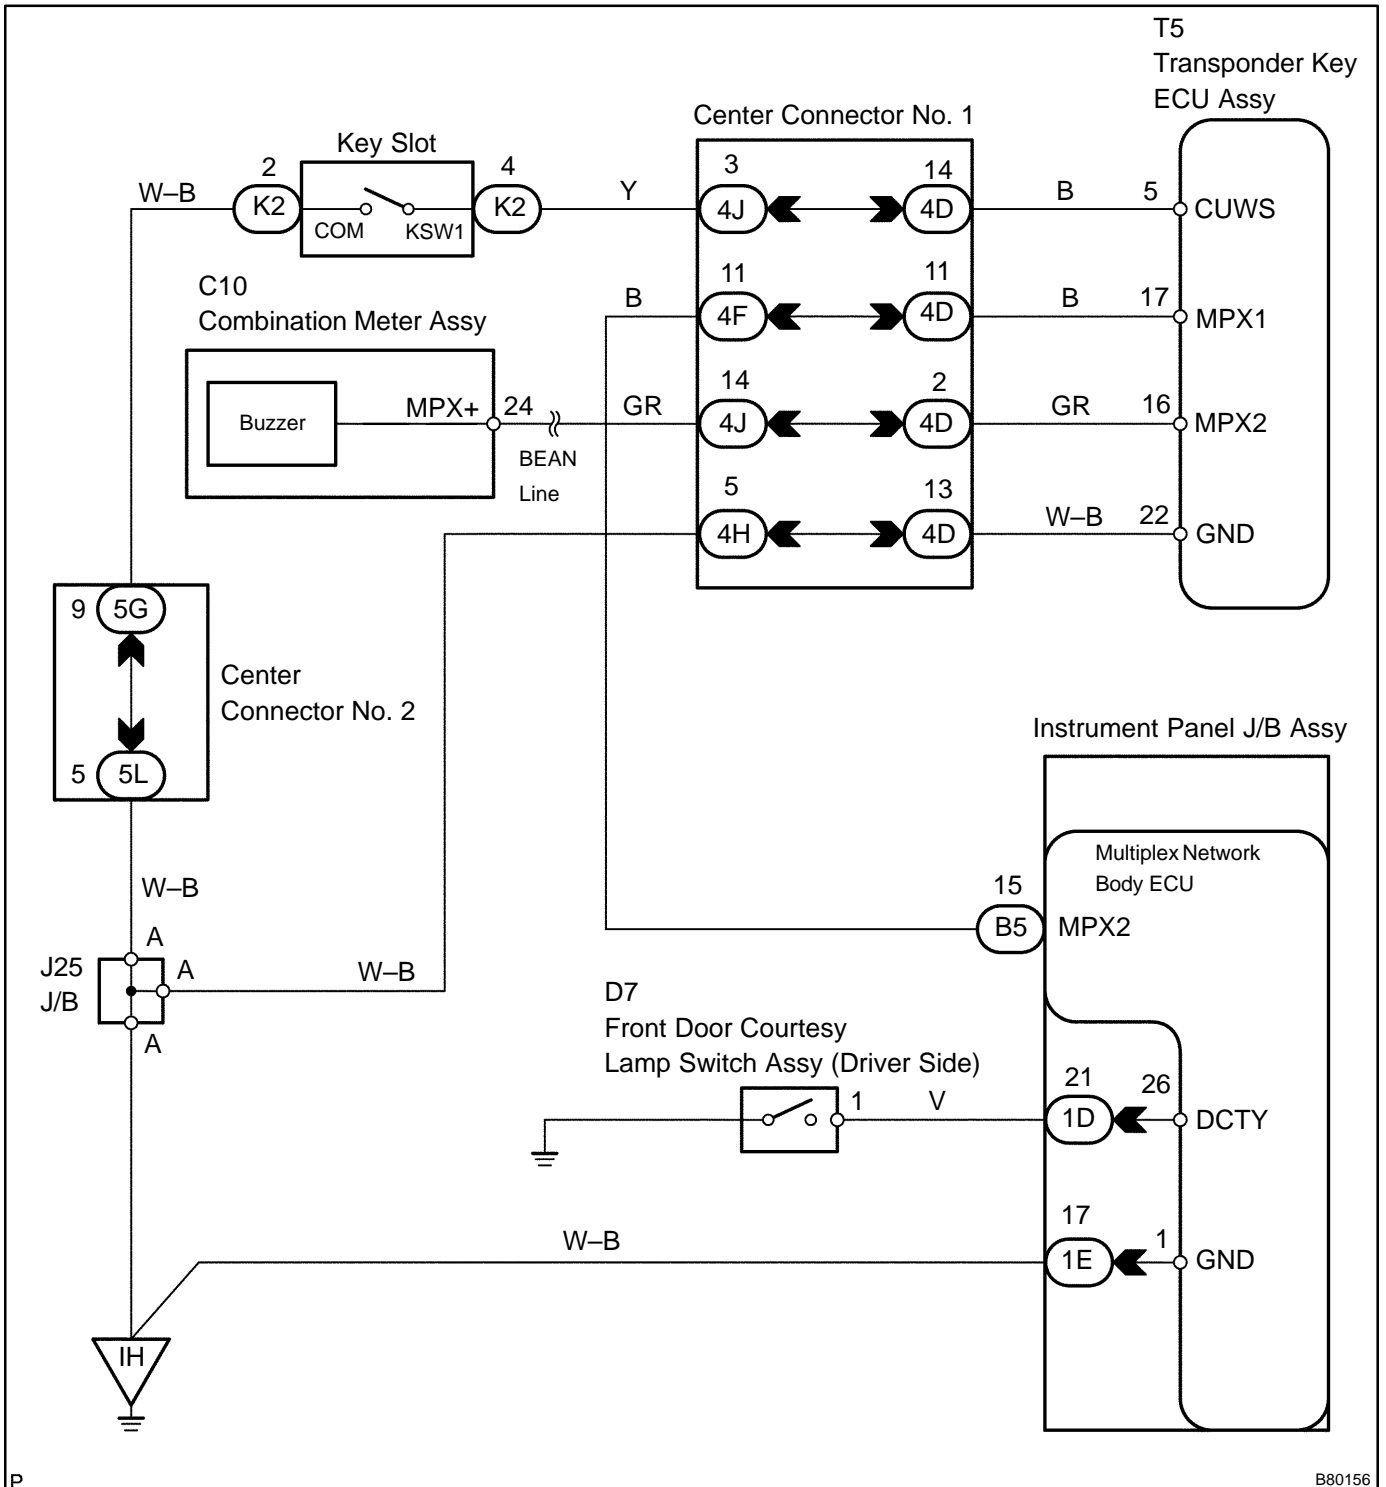 T5
Transponder Key
ECU Assy
Center Connector No. 1
Key Slot
2
4
3
14
W–B
K2
K2
Y
4J
4D
B
5
CUWS
COM
KSW1
C10
Combination Meter Assy
11
11
B
4F
4D
B
17
MPX1
14
2
Buzzer
MPX+
24
GR
4J
4D
GR
16
MPX2
BEAN
Line
5
13
4H
4D
W–B
22
GND
9
5G
Center
Connector No. 2
5
5L
Instrument Panel J/B Assy
Multiplex Network
Body ECU
W–B
15
B5
MPX2
A
J25
J/B
A
W–B
A
D7
Front Door Courtesy
Lamp Switch Assy (Driver Side)
21
26
1
V
1D
DCTY
17
W–B
1
1E
GND
IH
P
B80156